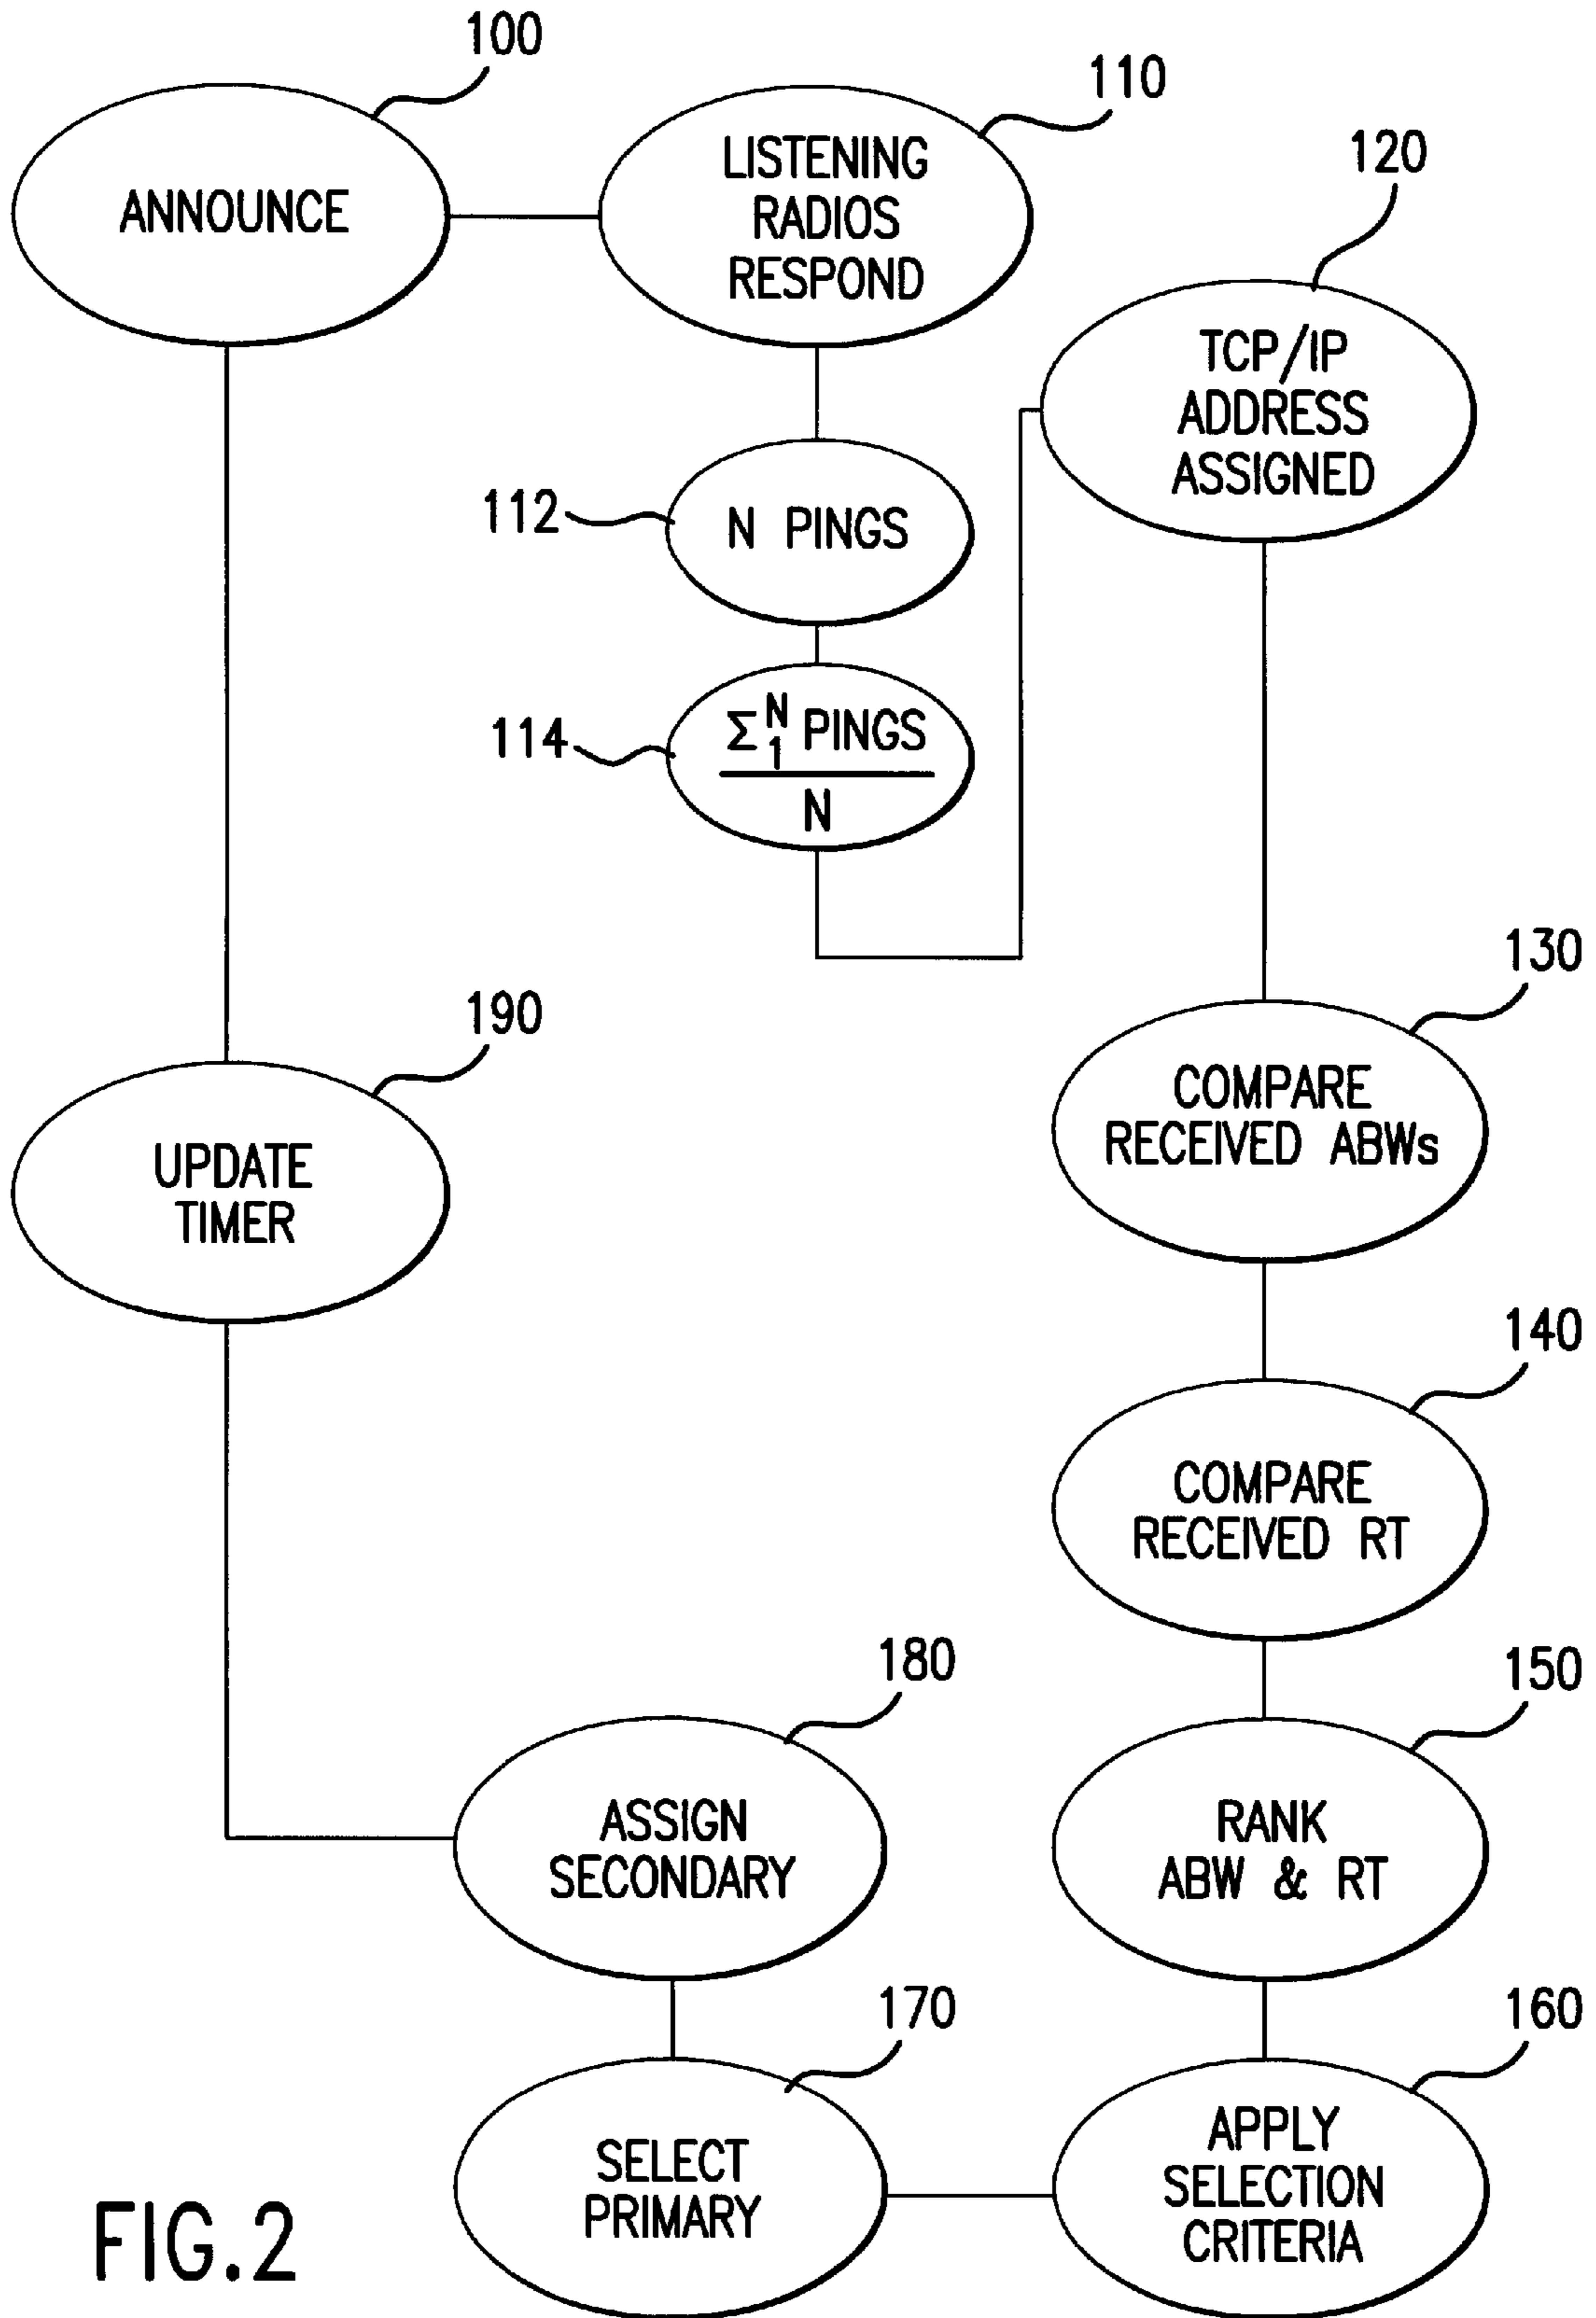 100
ANNOUNCE
110
LISTENING
RADIOS
RESPOND
112
N PINGS
114
Σ₁ᴺ PINGS
N
120
TCP/IP
ADDRESS
ASSIGNED
130
COMPARE
RECEIVED ABWs
140
COMPARE
RECEIVED RT
150
RANK
ABW & RT
160
APPLY
SELECTION
CRITERIA
170
SELECT
PRIMARY
180
ASSIGN
SECONDARY
190
UPDATE
TIMER
FIG.2